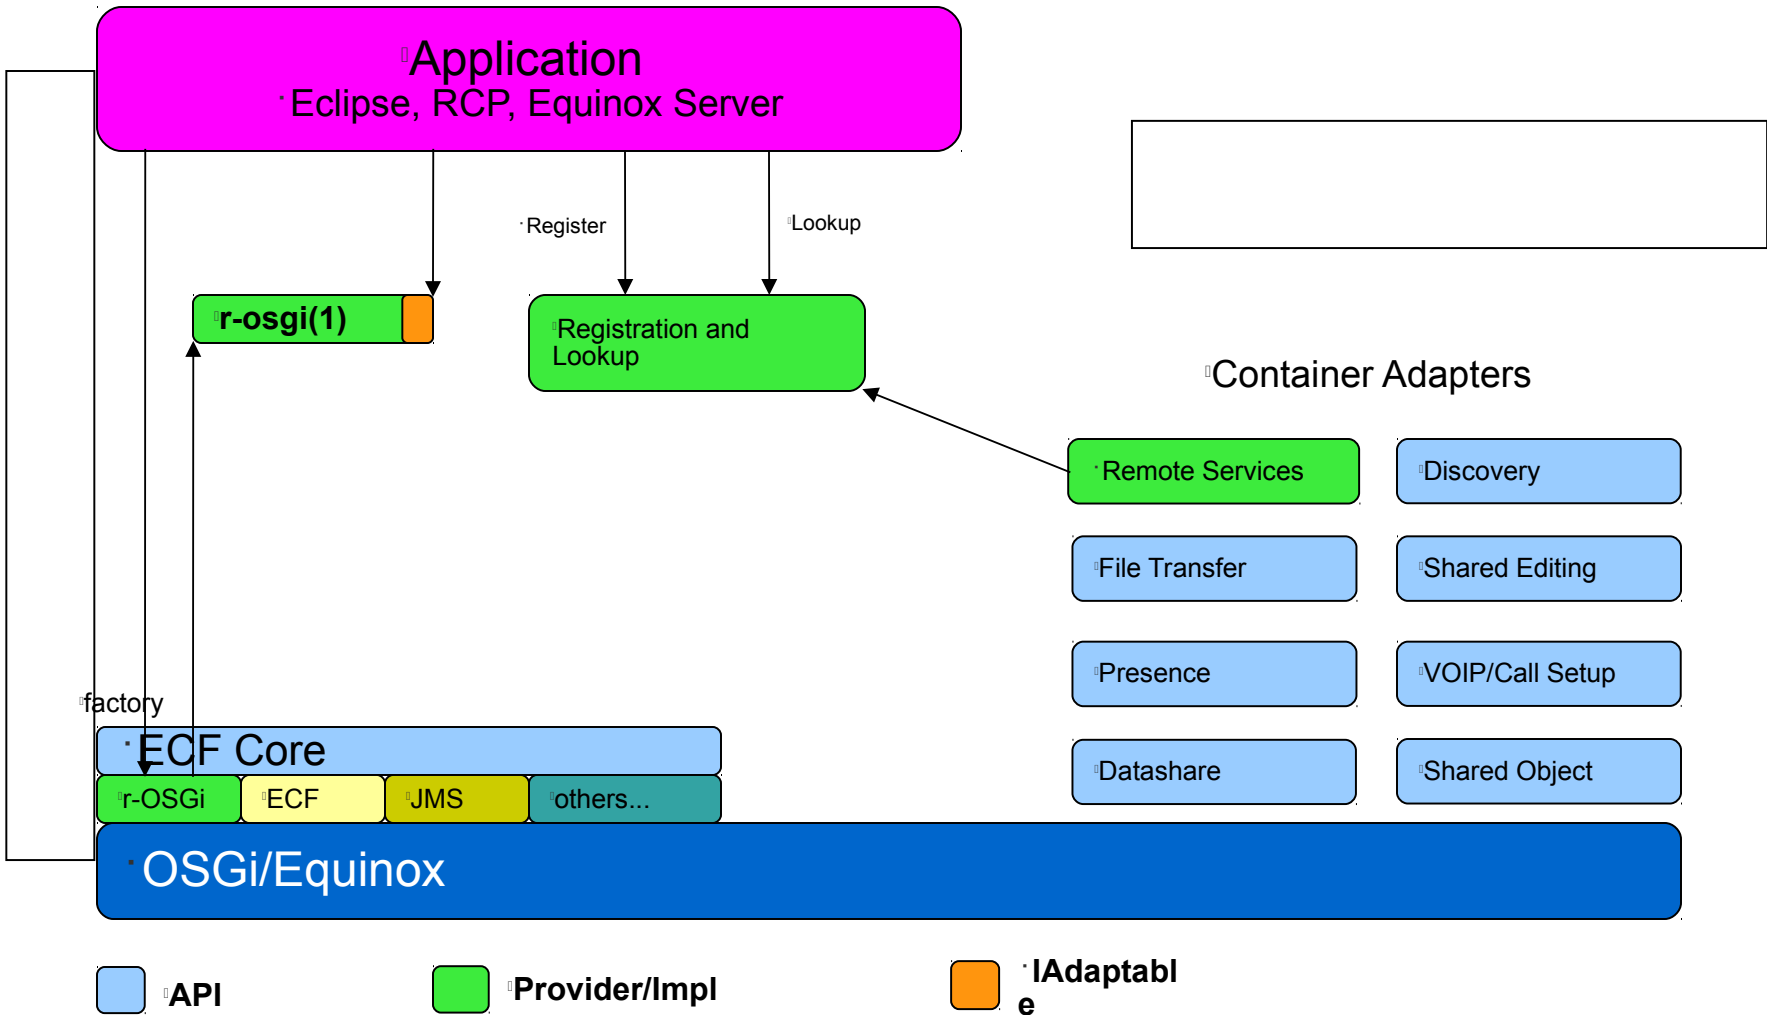 Application
Eclipse, RCP, Equinox Server
Register
Lookup
r-osgi(1)
Registration and
Lookup
Container Adapters
Remote Services
Discovery
File Transfer
Shared Editing
Presence
VOIP/Call Setup
factory
ECF Core
Datashare
Shared Object
r-OSGi
ECF
JMS
others...
OSGi/Equinox
API
Provider/Impl
IAdaptabl
e